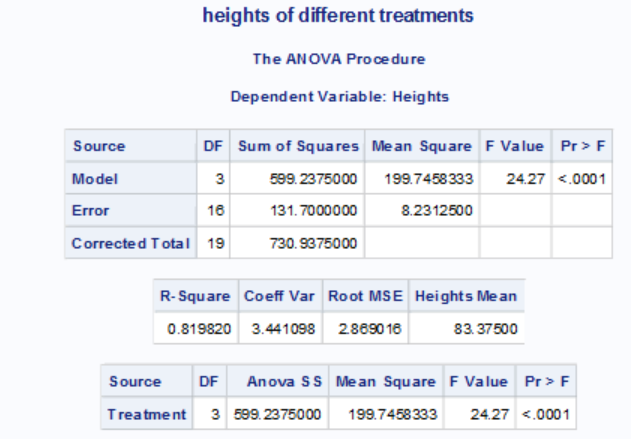 heights of different treatments
The ANOVA Procedure
Dependent Variable: Heights
Source DF Sum of Squares Mean Square F Value Pr > F
Model 3 599.2375000 199.7458333 24.27 <.0001
Error 16 131.7000000 8.2312500
Corrected Total 19 730.9375000
R-Square Coeff Var Root MSE Heights Mean
0.819820 3.441098 2.869016 83.37500
Source DF Anova SS Mean Square F Value Pr > F
Treatment 3 599.2375000 199.7458333 24.27 <.0001